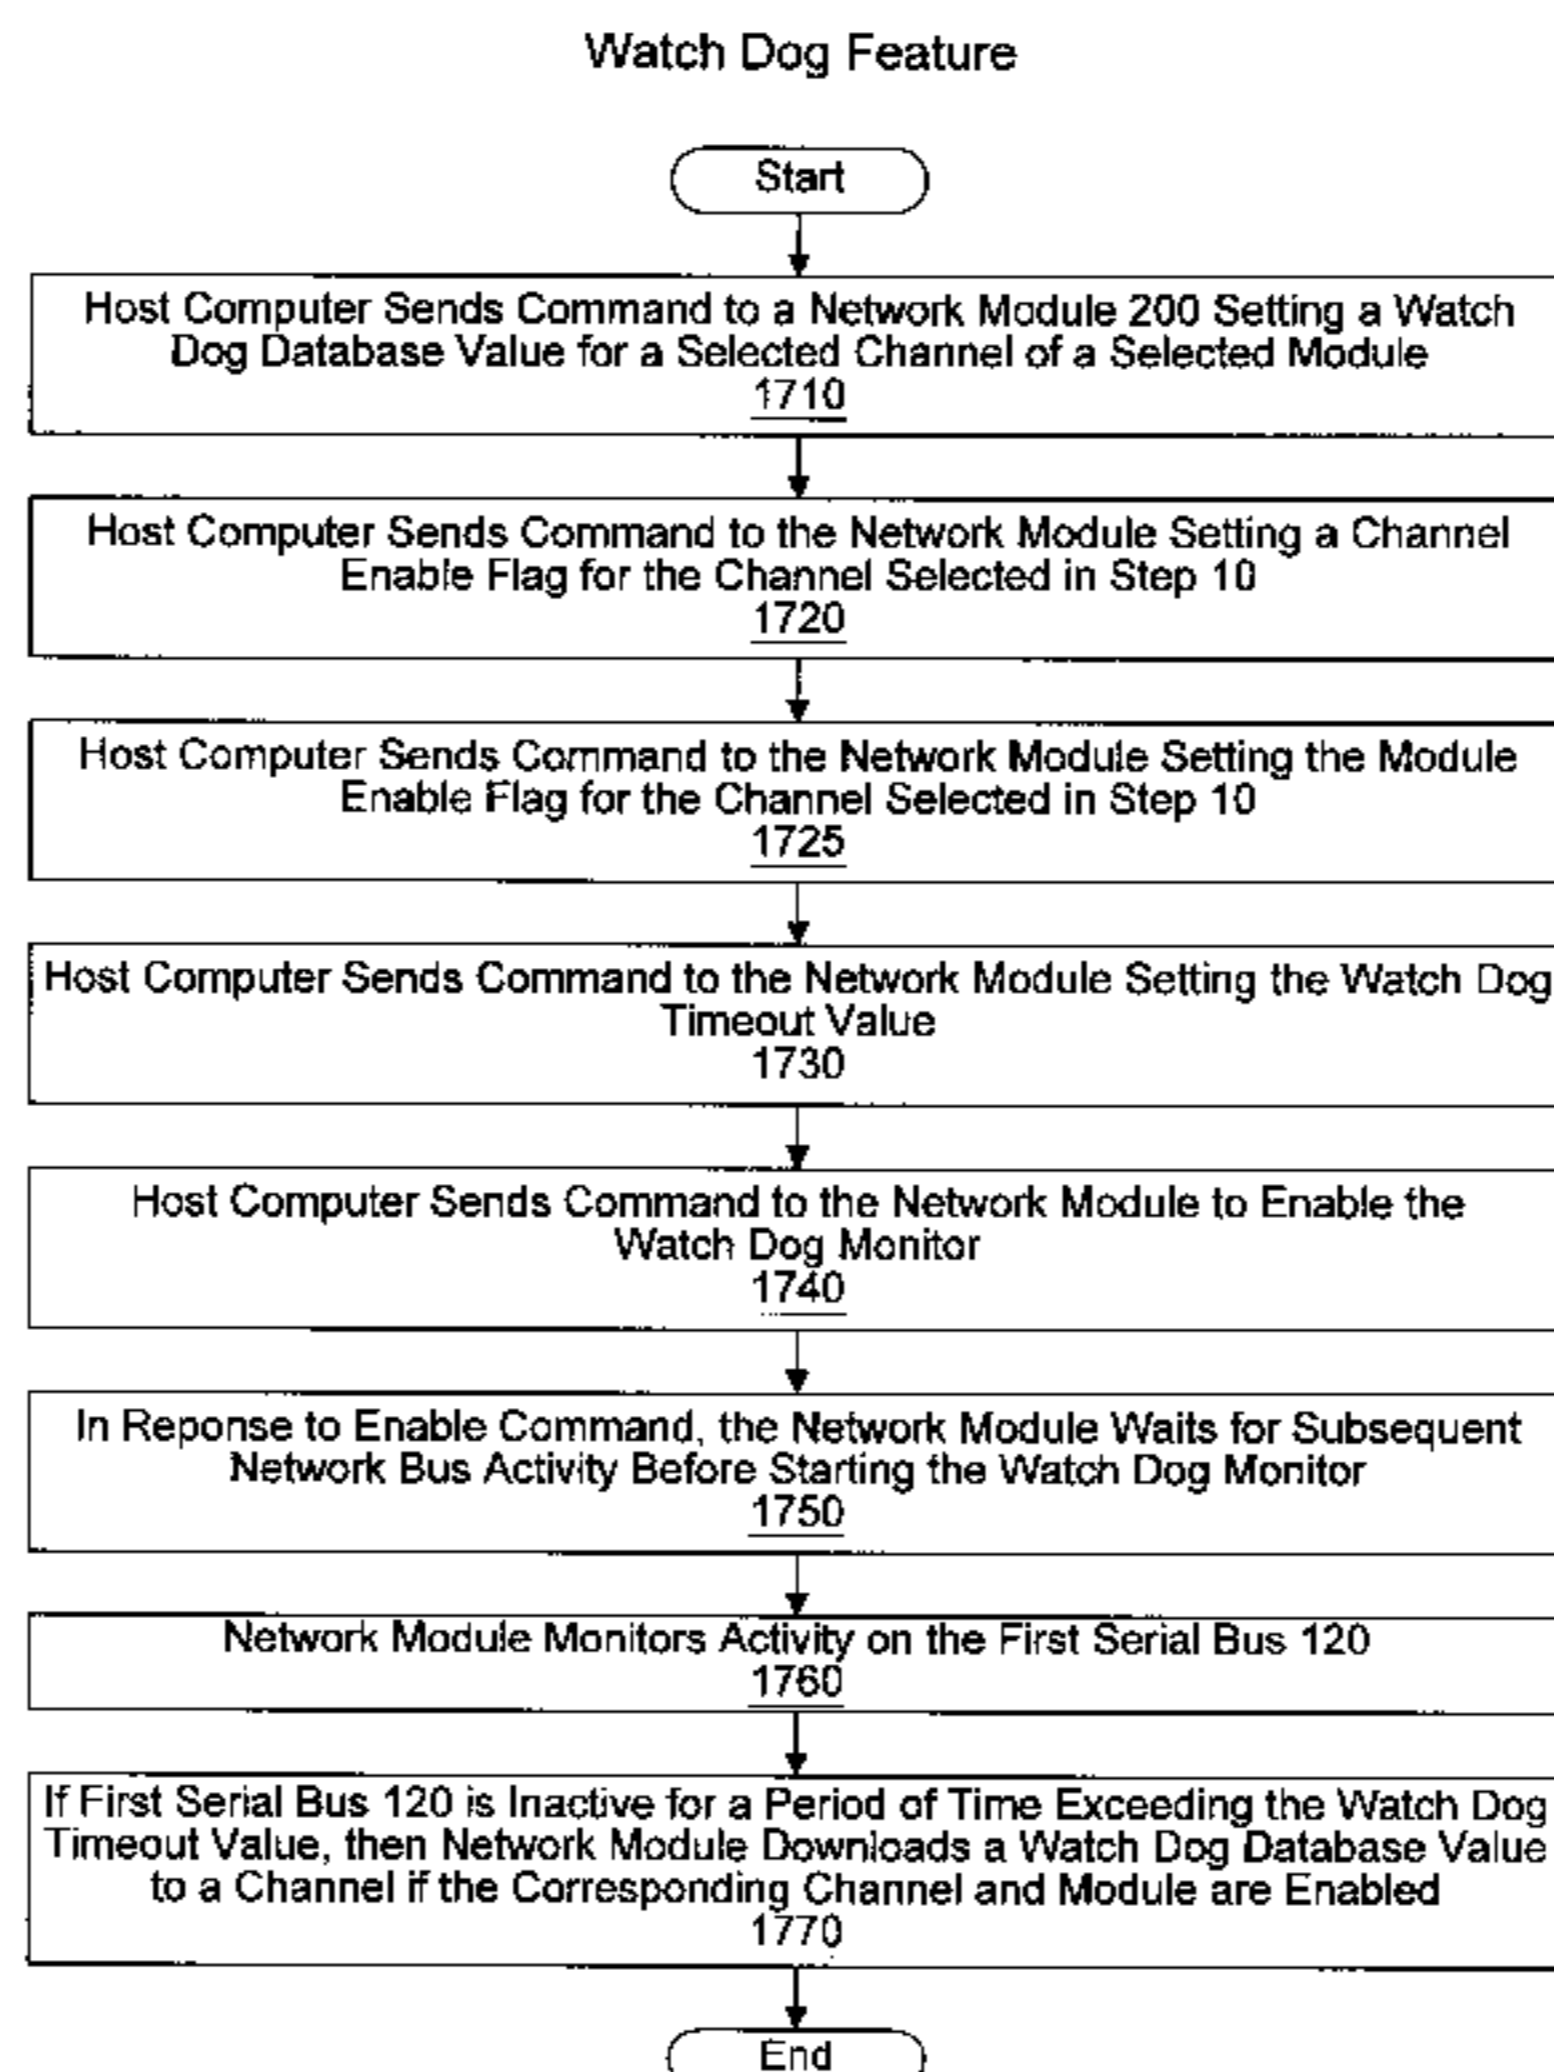 Watch Dog Feature
Start
Host Computer Sends Command to a Network Module 200 Setting a Watch
Dog Database Value for a Selected Channel of a Selected Module
1710
Host Computer Sends Command to the Network Module Setting a Channel
Enable Flag for the Channel Selected in Step 10
1720
Host Computer Sends Command to the Network Module Setting the Module
Enable Flag for the Channel Selected in Step 10
1725
Host Computer Sends Command to the Network Module Setting the Watch Dog
Timeout Value
1730
Host Computer Sends Command to the Network Module to Enable the
Watch Dog Monitor
1740
In Reponse to Enable Command, the Network Module Waits for Subsequent
Network Bus Activity Before Starting the Watch Dog Monitor
1750
Network Module Monitors Activity on the First Serial Bus 120
1760
If First Serial Bus 120 is Inactive for a Period of Time Exceeding the Watch Dog
Timeout Value, then Network Module Downloads a Watch Dog Database Value
to a Channel if the Corresponding Channel and Module are Enabled
1770
End